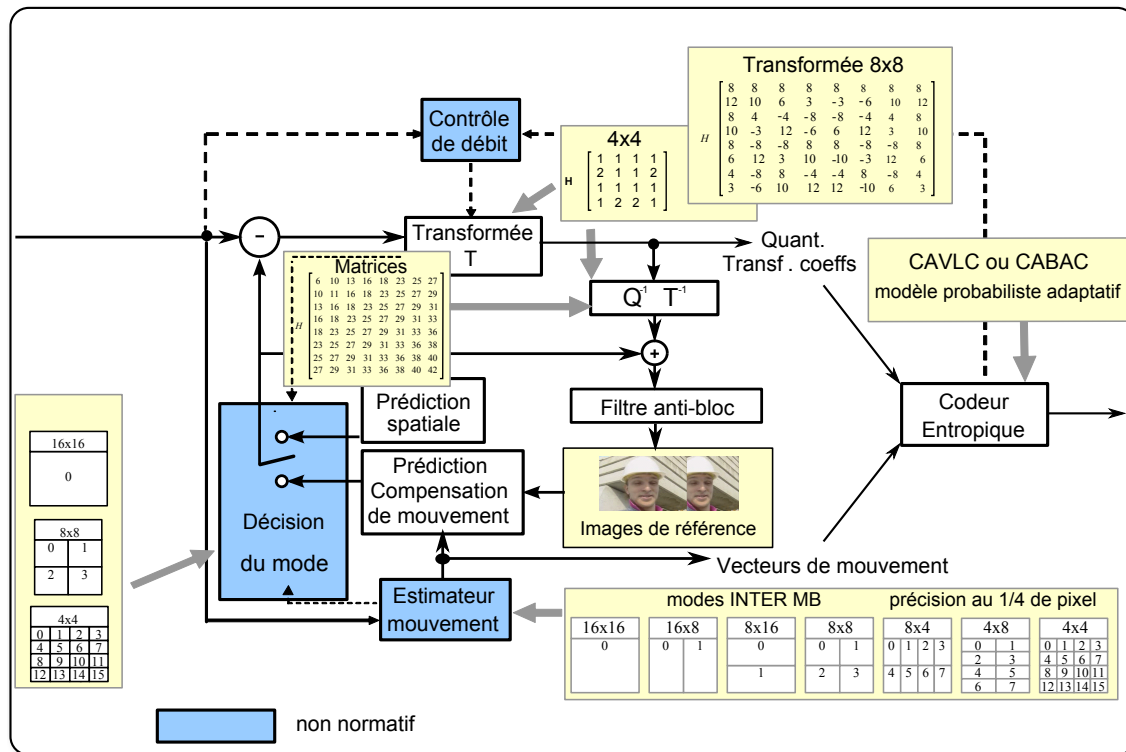 Transformée 8x8
H
8 8 8 8 8 8 8 8
12 10 6 3 -3 -6 10 12
8 4 -4 -8 -8 -4 4 8
10 -3 12 -6 6 12 3 10
8 -8 -8 8 8 -8 -8 8
6 12 3 10 -10 -3 12 6
4 -8 8 -4 -4 8 -8 4
3 -6 10 12 12 -10 6 3
Contrôle
de débit
4x4
H
1 1 1 1
2 1 1 2
1 1 1 1
1 2 2 1
-
Transformée
T
Quant.
Transf. coeffs
CAVLC ou CABAC
modèle probabiliste adaptatif
Matrices
H
6 10 13 16 18 23 25 27
10 11 16 18 23 25 27 29
13 16 18 23 25 27 29 31
16 18 23 25 27 29 31 33
18 23 25 27 29 31 33 36
23 25 27 29 31 33 36 38
25 27 29 31 33 36 38 40
27 29 31 33 36 38 40 42
Q-1 T-1
+
Prédiction
spatiale
Filtre anti-bloc
Codeur
Entropique
16x16
0
8x8
0 1
2 3
4x4
0 1 2 3
4 5 6 7
8 9 10 11
12 13 14 15
Décision
du mode
Prédiction
Compensation
de mouvement
Images de référence
Vecteurs de mouvement
Estimateur
mouvement
modes INTER MB précision au 1/4 de pixel
16x16 16x8 8x16 8x8 8x4 4x8 4x4
0
0 1
0
1
0 1
2 3
0 1 2 3
4 5 6 7
0 1
2 3
4 5
6 7
0 1 2 3
4 5 6 7
8 9 10 11
12 13 14 15
non normatif